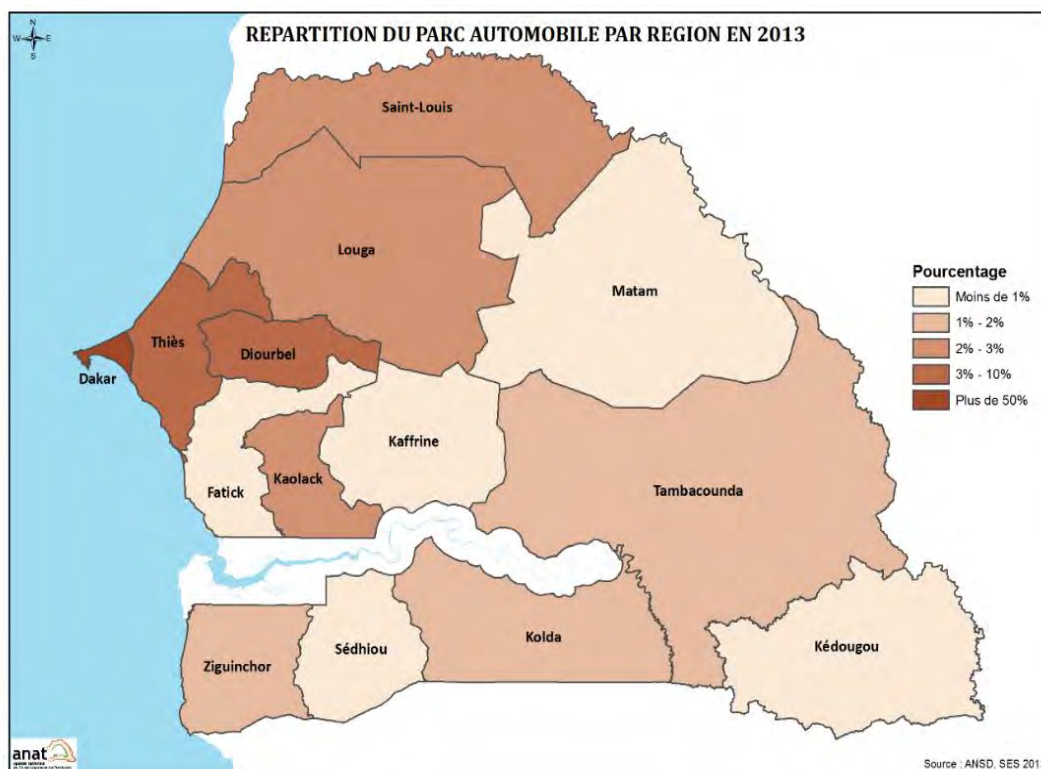 REPARTITION DU PARC AUTOMOBILE PAR REGION EN 2013
N
W E
S
Saint-Louis
Louga
Matam
Thiès
Diourbel
Dakar
Kaffrine
Fatick
Kaolack
Tambacounda
Ziguinchor
Sédhiou
Kolda
Kédougou
Pourcentage
Moins de 1%
1% - 2%
2% - 3%
3% - 10%
Plus de 50%
anat
Source : ANSD, SES 2013